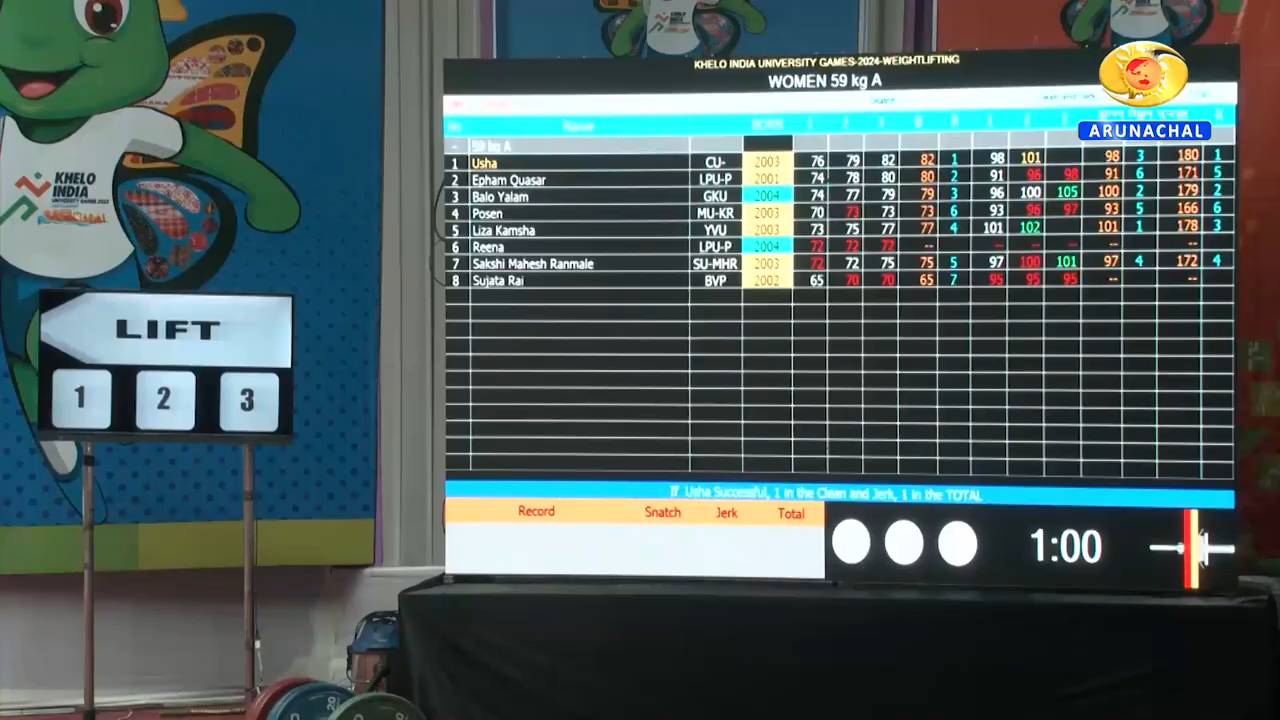 KHELO INDIA UNIVERSITY GAMES-2024-WEIGHTLIFTING
WOMEN 59 kg A
ARUNACHAL
Name
- 59 kg A
1 Usha CU- 2003 76 79 82 82 1 98 101 98 3 180 1
2 Epham Quasar LPU-P 2001 74 78 80 80 2 91 96 98 91 6 171 5
3 Balo Yalam GKU 2004 74 77 79 79 3 96 100 105 100 2 179 2
4 Posen MU-KR 2003 70 73 73 73 6 93 96 97 93 5 166 6
5 Liza Kamsha YVU 2003 73 75 77 77 4 101 102 101 1 178 3
6 Reena LPU-P 2004 72 72 72 -- -- -- -- -- --
7 Sakshi Mahesh Ranmale SU-MHR 2003 72 72 75 75 5 97 100 101 97 4 172 4
8 Sujata Rai BVP 2002 65 70 70 65 7 95 95 95 -- --
If Usha Successful, 1 in the Clean and Jerk, 1 in the TOTAL
Record Snatch Jerk Total
1:00
KHELO
INDIA
LIFT
1 2 3
KHELO
INDIA
20